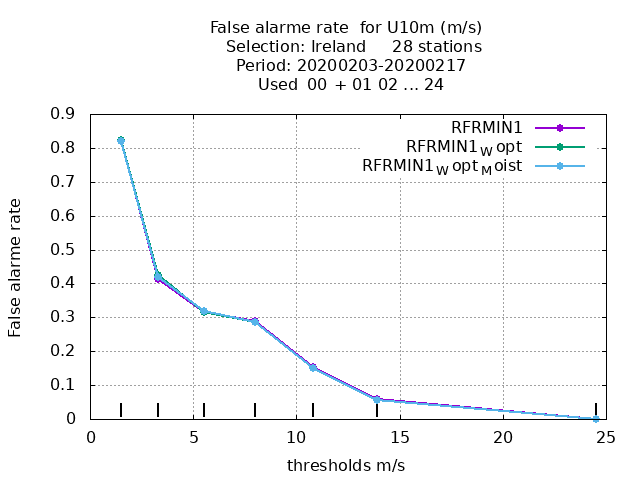 False alarme rate  for U10m (m/s)
Selection: Ireland     28 stations
Period: 20200203-20200217
Used  00  + 01 02 ... 24
RFRMIN1
RFRMIN1_W opt
RFRMIN1_W opt_M oist
False alarme rate
0.9
0.8
0.7
0.6
0.5
0.4
0.3
0.2
0.1
0
0 5 10 15 20 25
thresholds m/s